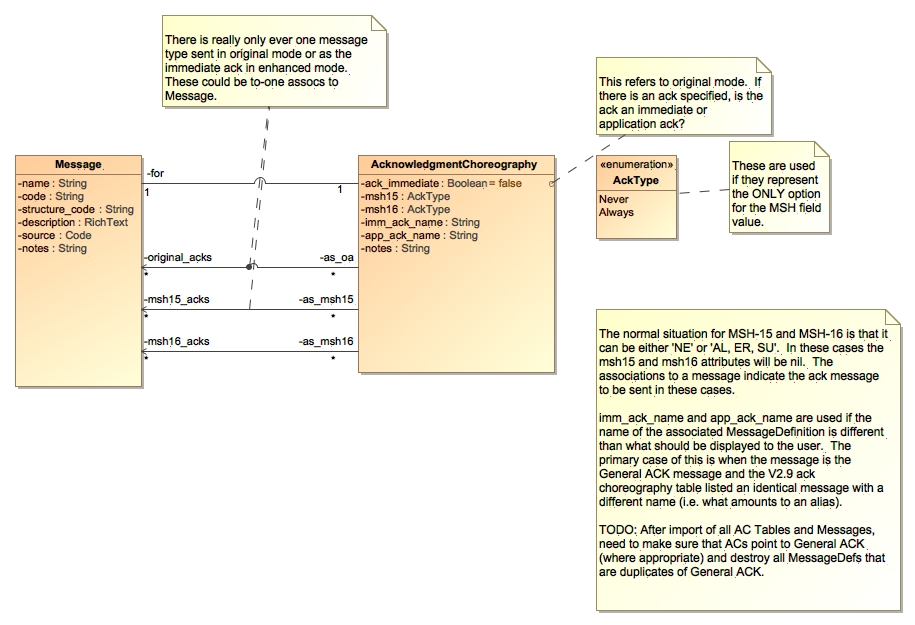 There is really only ever one message
type sent in original mode or as the
immediate ack in enhanced mode.
These could be to-one assocs to
Message.
This refers to original mode.  If
there is an ack specified, is the
ack an immediate or
application ack?
Message
-name : String
-code : String
-structure_code : String
-description : RichText
-source : Code
-notes : String
-for
1
1
-original_acks
*
-as_oa
*
-msh15_acks
*
-as_msh15
*
-msh16_acks
*
-as_msh16
*
AcknowledgmentChoreography
-ack_immediate : Boolean = false
-msh15 : AckType
-msh16 : AckType
-imm_ack_name : String
-app_ack_name : String
-notes : String
«enumeration»
AckType
Never
Always
These are used
if they represent
the ONLY option
for the MSH field
value.
The normal situation for MSH-15 and MSH-16 is that it
can be either 'NE' or 'AL, ER, SU'.  In these cases the
msh15 and msh16 attributes will be nil.  The
associations to a message indicate the ack message
to be sent in these cases.
imm_ack_name and app_ack_name are used if the
name of the associated MessageDefinition is different
than what should be displayed to the user.  The
primary case of this is when the message is the
General ACK message and the V2.9 ack
choreography table listed an identical message with a
different name (i.e. what amounts to an alias).
TODO: After import of all AC Tables and Messages,
need to make sure that ACs point to General ACK
(where appropriate) and destroy all MessageDefs that
are duplicates of General ACK.